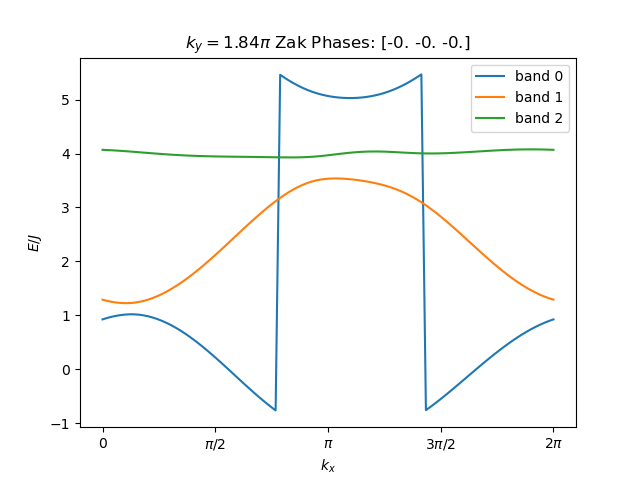 $k_y = 1.84\pi$ Zak Phases: [-0. -0. -0.]
band 0
band 1
band 2
5
4
3
2
1
0
−1
E/J
0
π/2
π
3π/2
2π
$k_x$